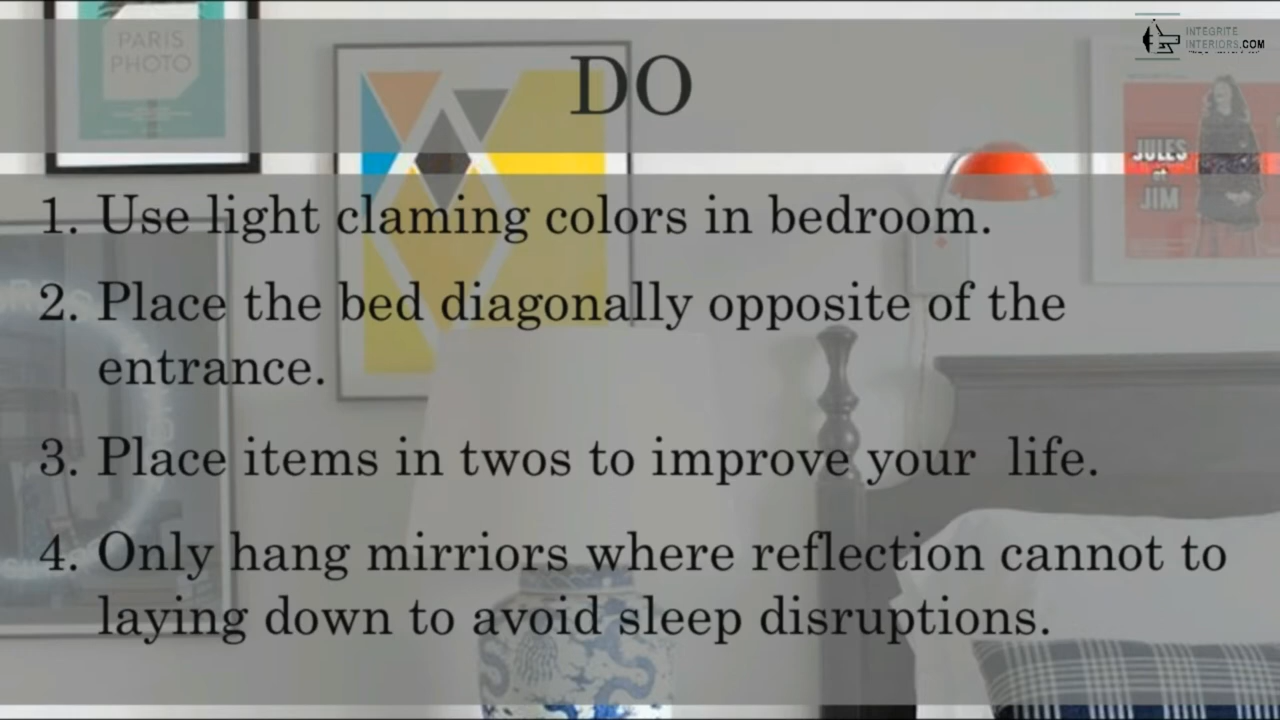 PARIS
PHOTO
INTEGRITE
INTERIORS.COM
DO
JULES
et
JIM
1. Use light claming colors in bedroom.
2. Place the bed diagonally opposite of the
entrance.
3. Place items in twos to improve your life.
4. Only hang mirriors where reflection cannot to
laying down to avoid sleep disruptions.